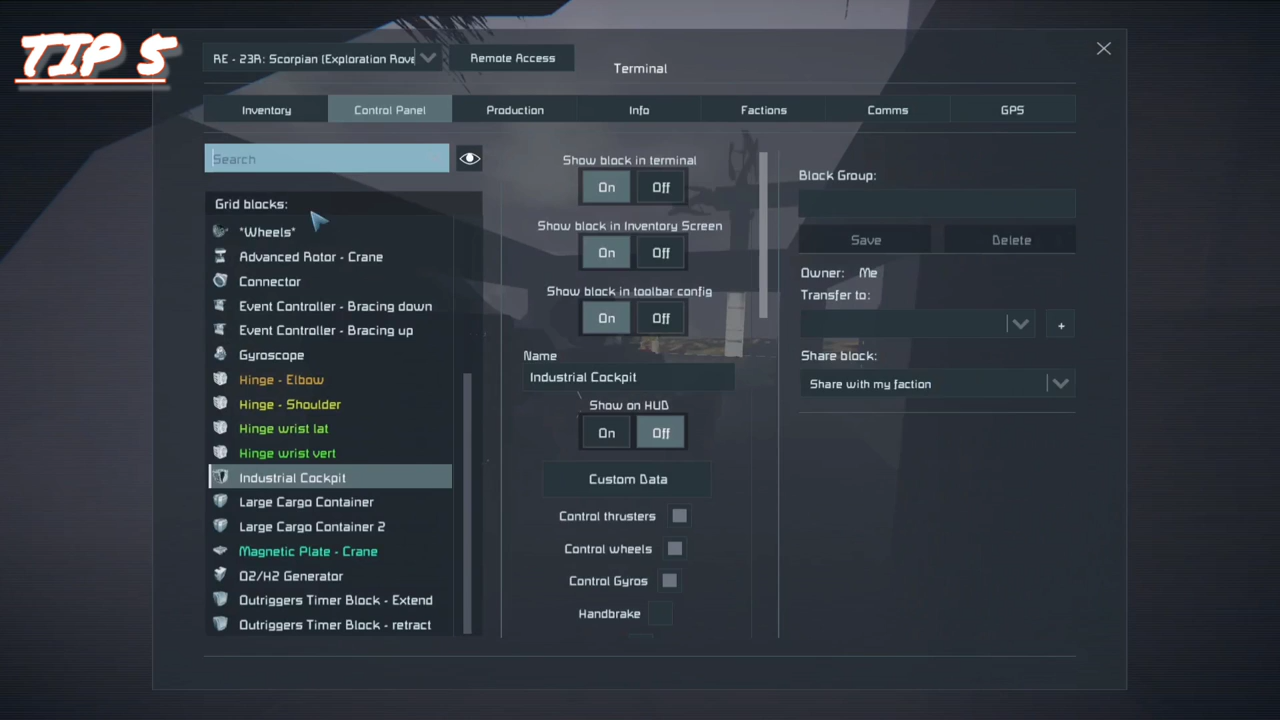 TIP 5
RE - 23R: Scorpian (Exploration Rove
Remote Access
Terminal
Inventory
Control Panel
Production
Info
Factions
Comms
GPS
Search
Grid blocks:
*Wheels*
Advanced Rotor - Crane
Connector
Event Controller - Bracing down
Event Controller - Bracing up
Gyroscope
Hinge - Elbow
Hinge - Shoulder
Hinge wrist lat
Hinge wrist vert
Industrial Cockpit
Large Cargo Container
Large Cargo Container 2
Magnetic Plate - Crane
O2/H2 Generator
Outriggers Timer Block - Extend
Outriggers Timer Block - retract
Show block in terminal
On Off
Show block in Inventory Screen
On Off
Show block in toolbar config
On Off
Name
Industrial Cockpit
Show on HUD
On Off
Custom Data
Control thrusters
Control wheels
Control Gyros
Handbrake
Block Group:
Save Delete
Owner: Me
Transfer to:
+
Share block:
Share with my faction